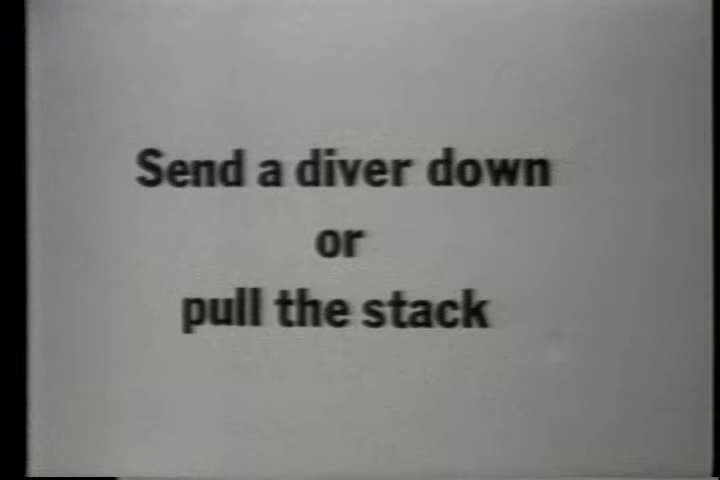 Send a diver down
or
pull the stack